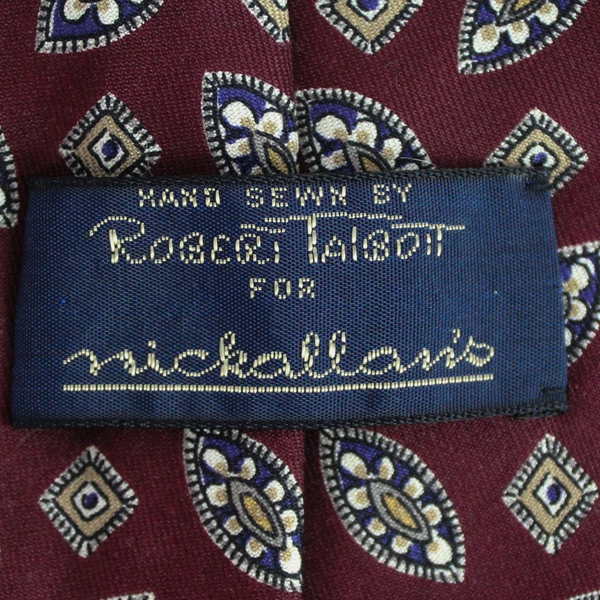 HAND SEWN BY
ROBERT TALBOTT
FOR
nickallan's